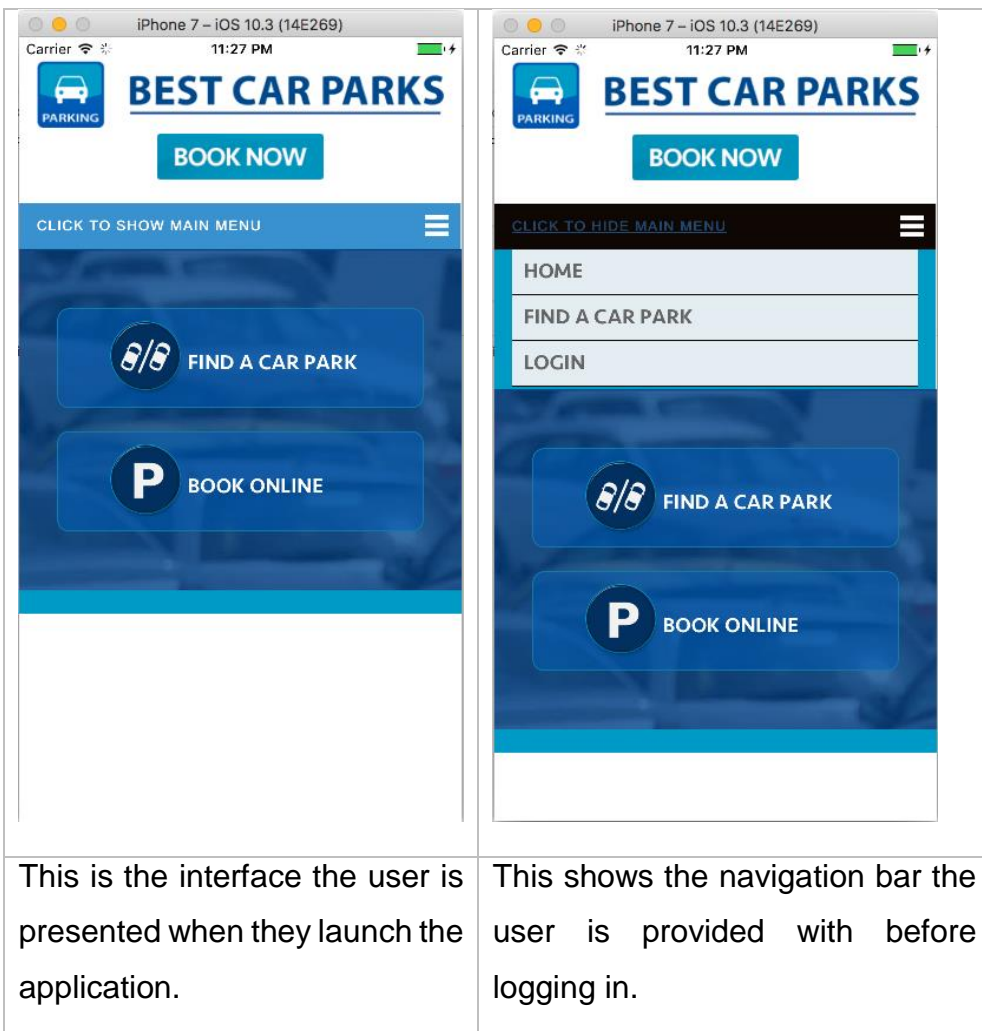 iPhone 7 – iOS 10.3 (14E269)
Carrier 11:27 PM
PARKING
BEST CAR PARKS
BOOK NOW
CLICK TO SHOW MAIN MENU
FIND A CAR PARK
P BOOK ONLINE
This is the interface the user is
presented when they launch the
application.
iPhone 7 – iOS 10.3 (14E269)
Carrier 11:27 PM
PARKING
BEST CAR PARKS
BOOK NOW
CLICK TO HIDE MAIN MENU
HOME
FIND A CAR PARK
LOGIN
FIND A CAR PARK
P BOOK ONLINE
This shows the navigation bar the
user is provided with before
logging in.